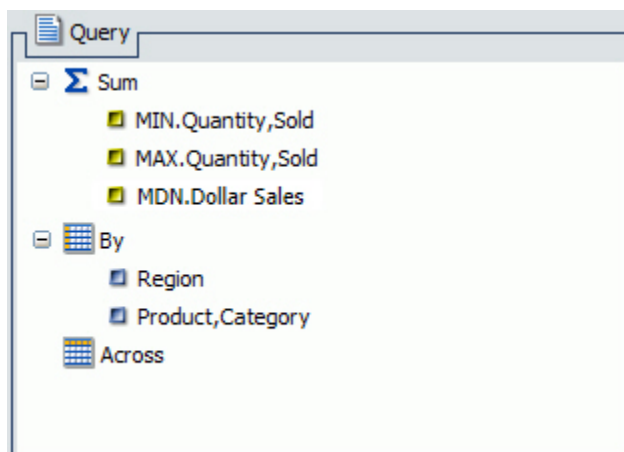 Query
Sum
MIN.Quantity,Sold
MAX.Quantity,Sold
MDN.Dollar Sales
By
Region
Product,Category
Across